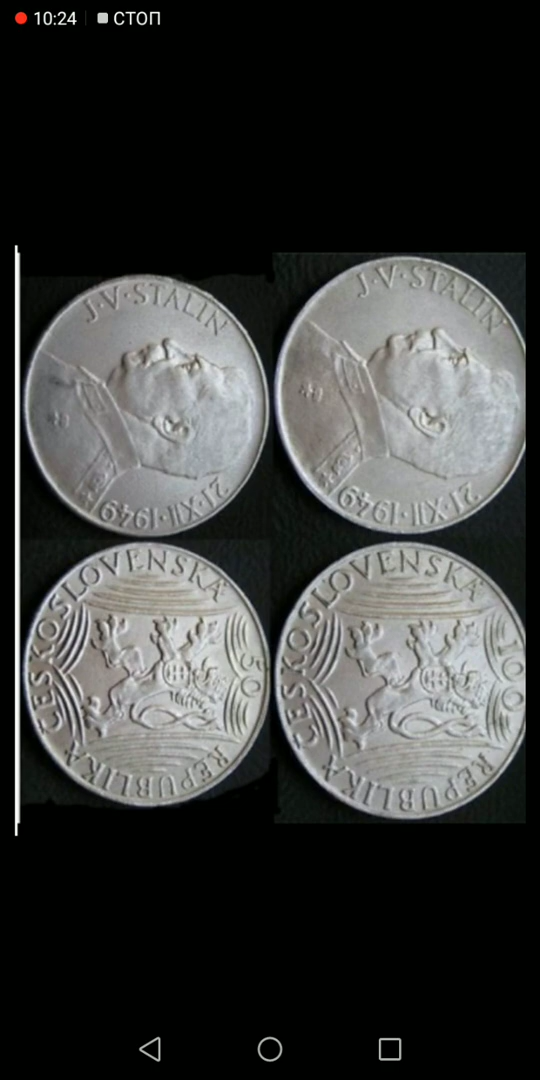 10:24 СТОП
J·V·STALIN
21·XII·1949
J·V·STALIN
21·XII·1949
ČESKOSLOVENSKÁ
REPUBLIKA
50
ČESKOSLOVENSKÁ
REPUBLIKA
100